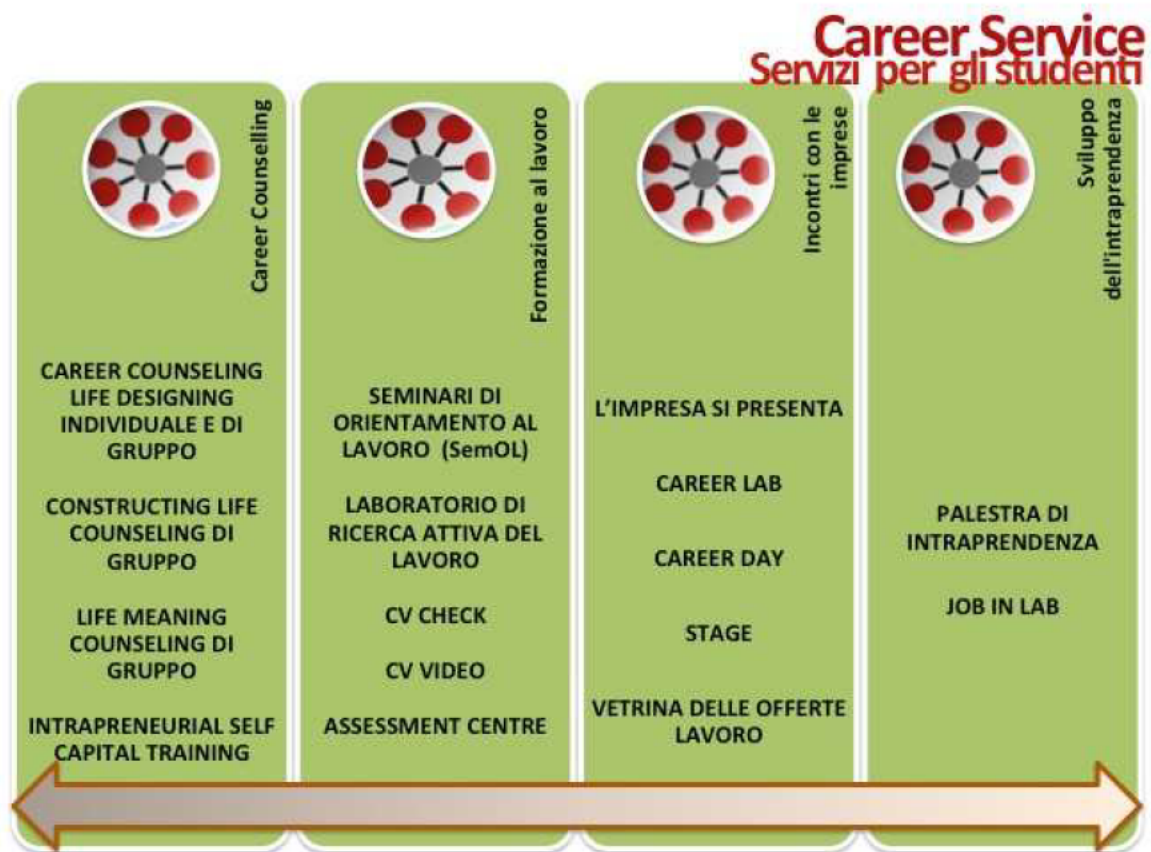 Career Service
Servizi per gli studenti
Career Counselling
CAREER COUNSELING
LIFE DESIGNING
INDIVIDUALE E DI
GRUPPO
CONSTRUCTING LIFE
COUNSELING DI
GRUPPO
LIFE MEANING
COUNSELING DI
GRUPPO
INTRAPRENEURIAL SELF
CAPITAL TRAINING
Formazione al lavoro
SEMINARI DI
ORIENTAMENTO AL
LAVORO (SemOL)
LABORATORIO DI
RICERCA ATTIVA DEL
LAVORO
CV CHECK
CV VIDEO
ASSESSMENT CENTRE
Incontri con le
imprese
L’IMPRESA SI PRESENTA
CAREER LAB
CAREER DAY
STAGE
VETRINA DELLE OFFERTE
LAVORO
Sviluppo
dell'intraprendenza
PALESTRA DI
INTRAPRENDENZA
JOB IN LAB